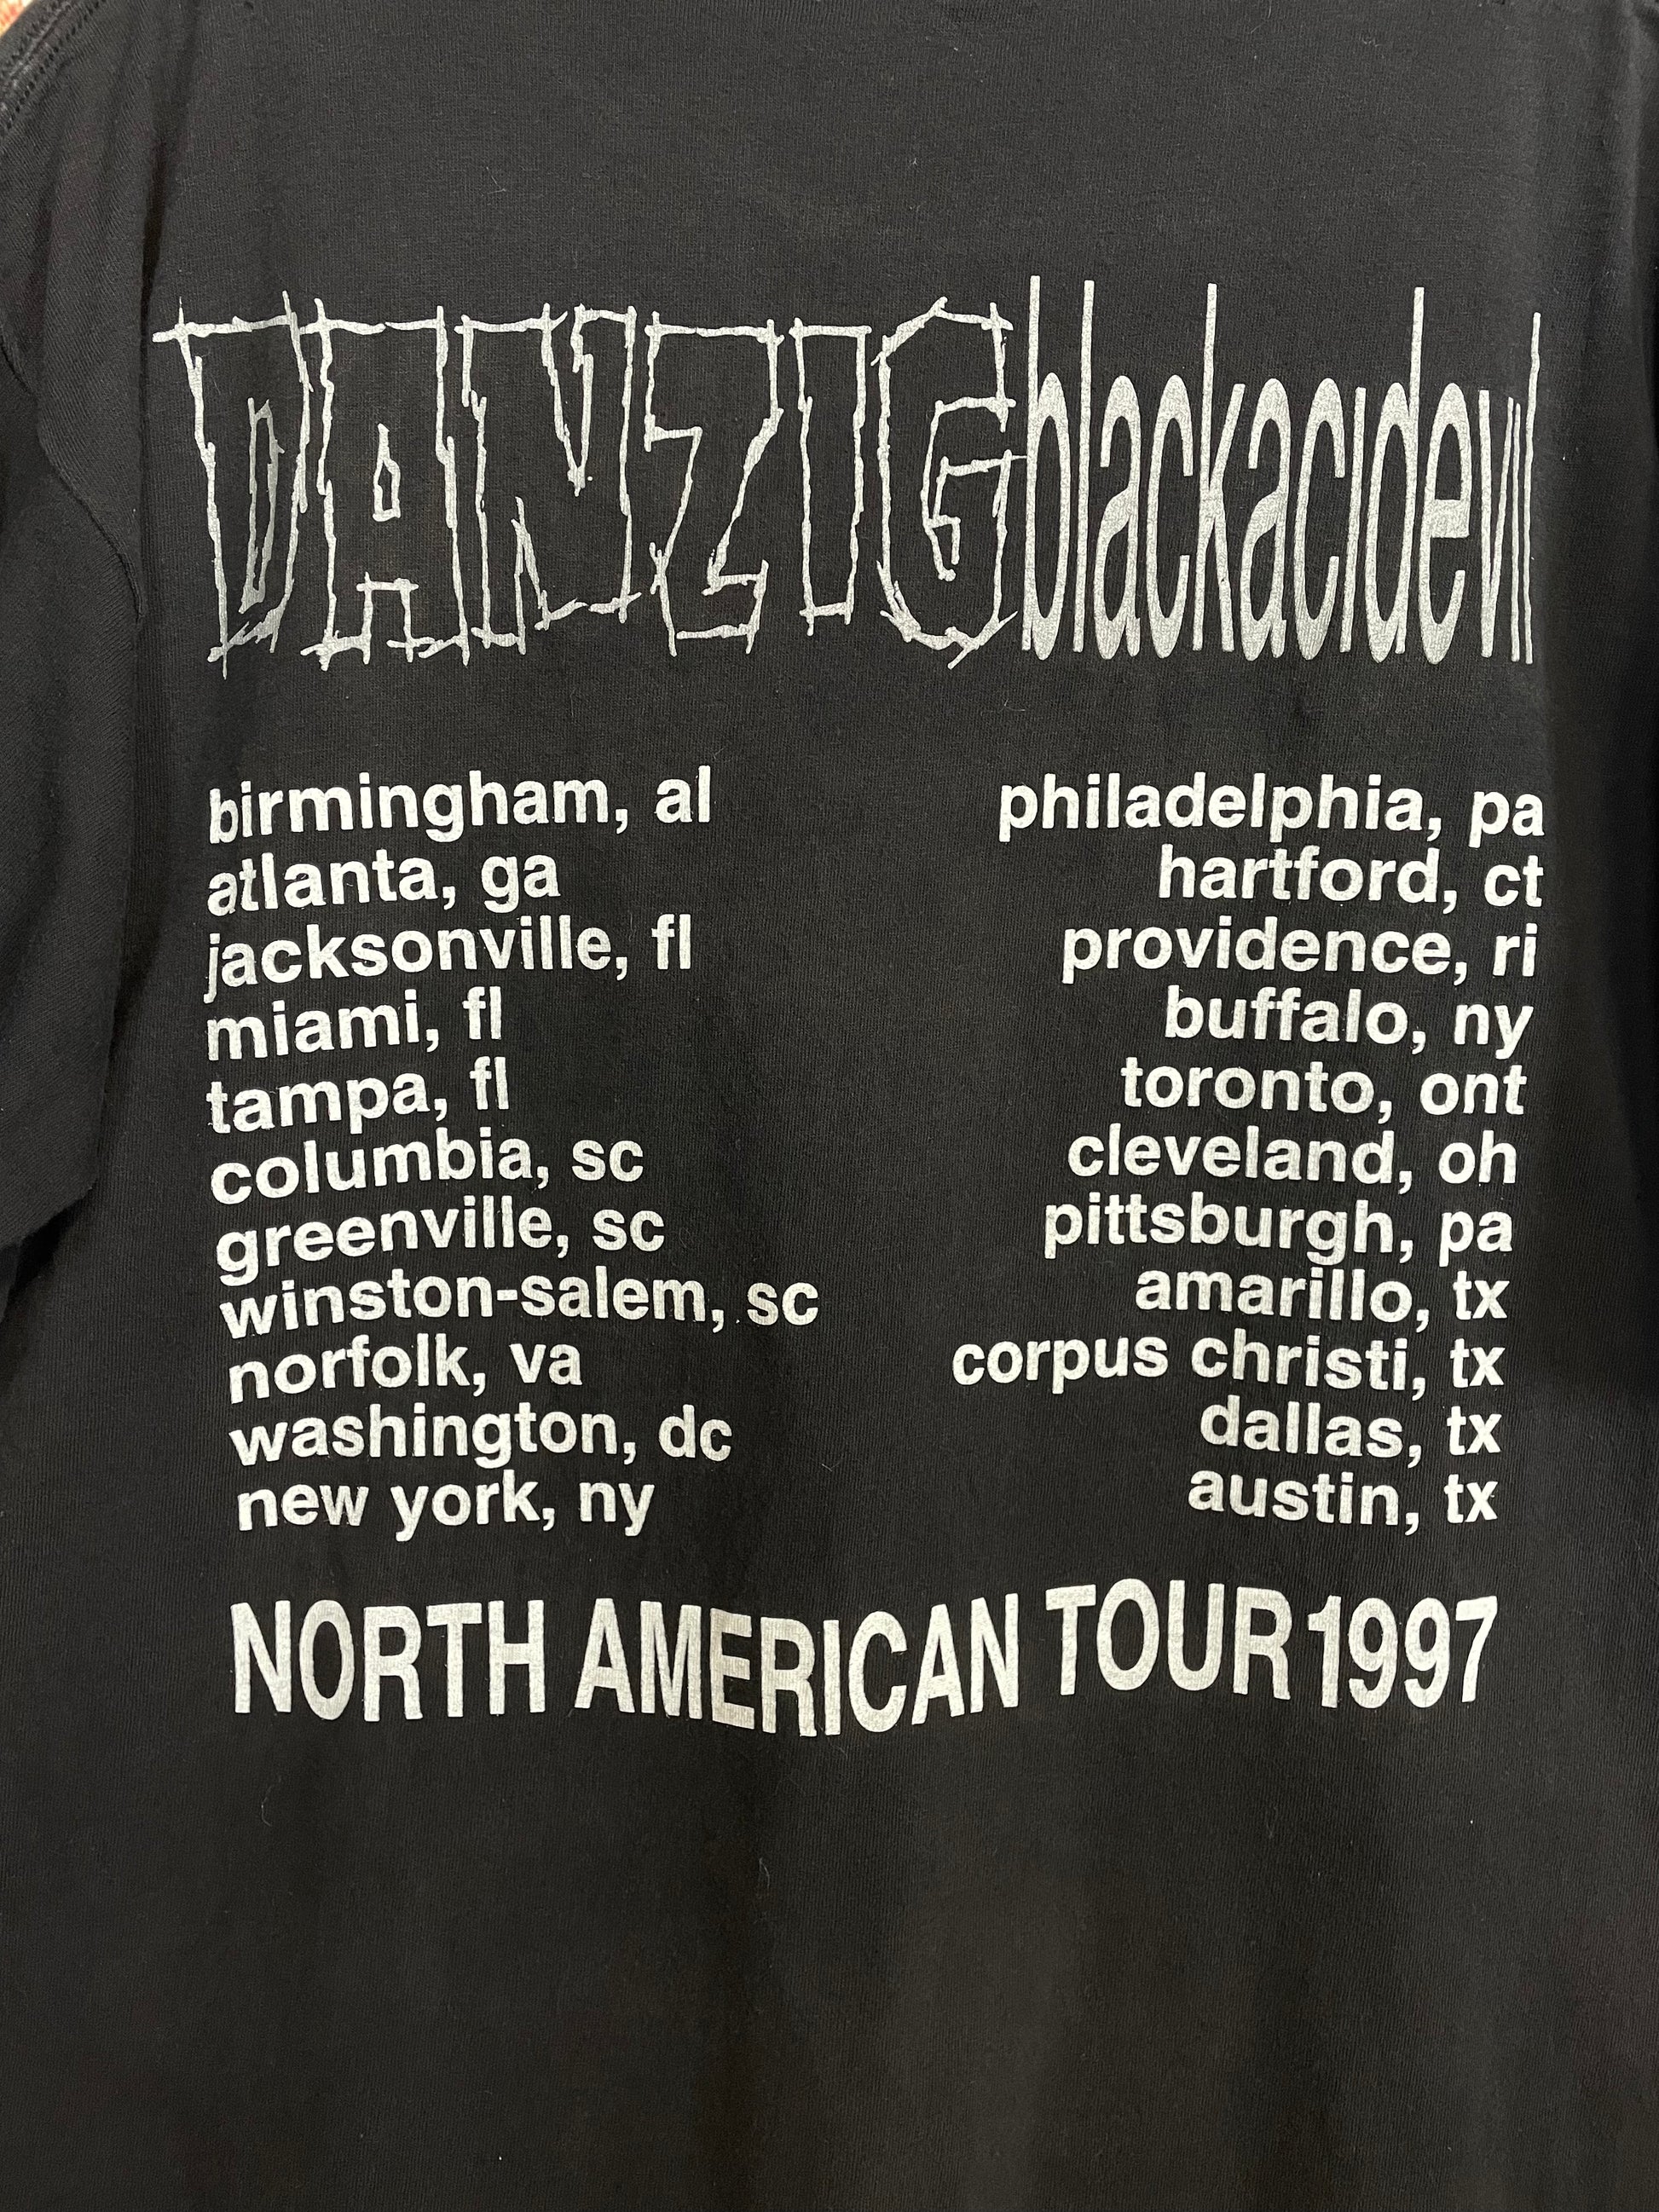 DANZIG blackacidevil
birmingham, al
atlanta, ga
jacksonville, fl
miami, fl
tampa, fl
columbia, sc
greenville, sc
winston-salem, sc
norfolk, va
washington, dc
new york, ny
philadelphia, pa
hartford, ct
providence, ri
buffalo, ny
toronto, ont
cleveland, oh
pittsburgh, pa
amarillo, tx
corpus christi, tx
dallas, tx
austin, tx
NORTH AMERICAN TOUR 1997